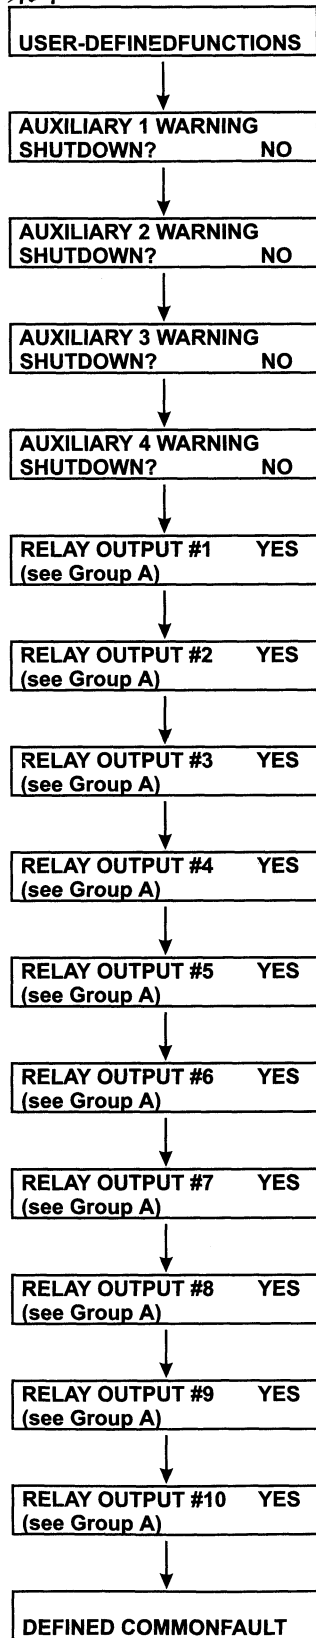 USER-DEFINEDFUNCTIONS
AUXILIARY 1 WARNING
SHUTDOWN? NO
AUXILIARY 2 WARNING
SHUTDOWN? NO
AUXILIARY 3 WARNING
SHUTDOWN? NO
AUXILIARY 4 WARNING
SHUTDOWN? NO
RELAY OUTPUT #1 YES
(see Group A)
RELAY OUTPUT #2 YES
(see Group A)
RELAY OUTPUT #3 YES
(see Group A)
RELAY OUTPUT #4 YES
(see Group A)
RELAY OUTPUT #5 YES
(see Group A)
RELAY OUTPUT #6 YES
(see Group A)
RELAY OUTPUT #7 YES
(see Group A)
RELAY OUTPUT #8 YES
(see Group A)
RELAY OUTPUT #9 YES
(see Group A)
RELAY OUTPUT #10 YES
(see Group A)
DEFINED COMMONFAULT